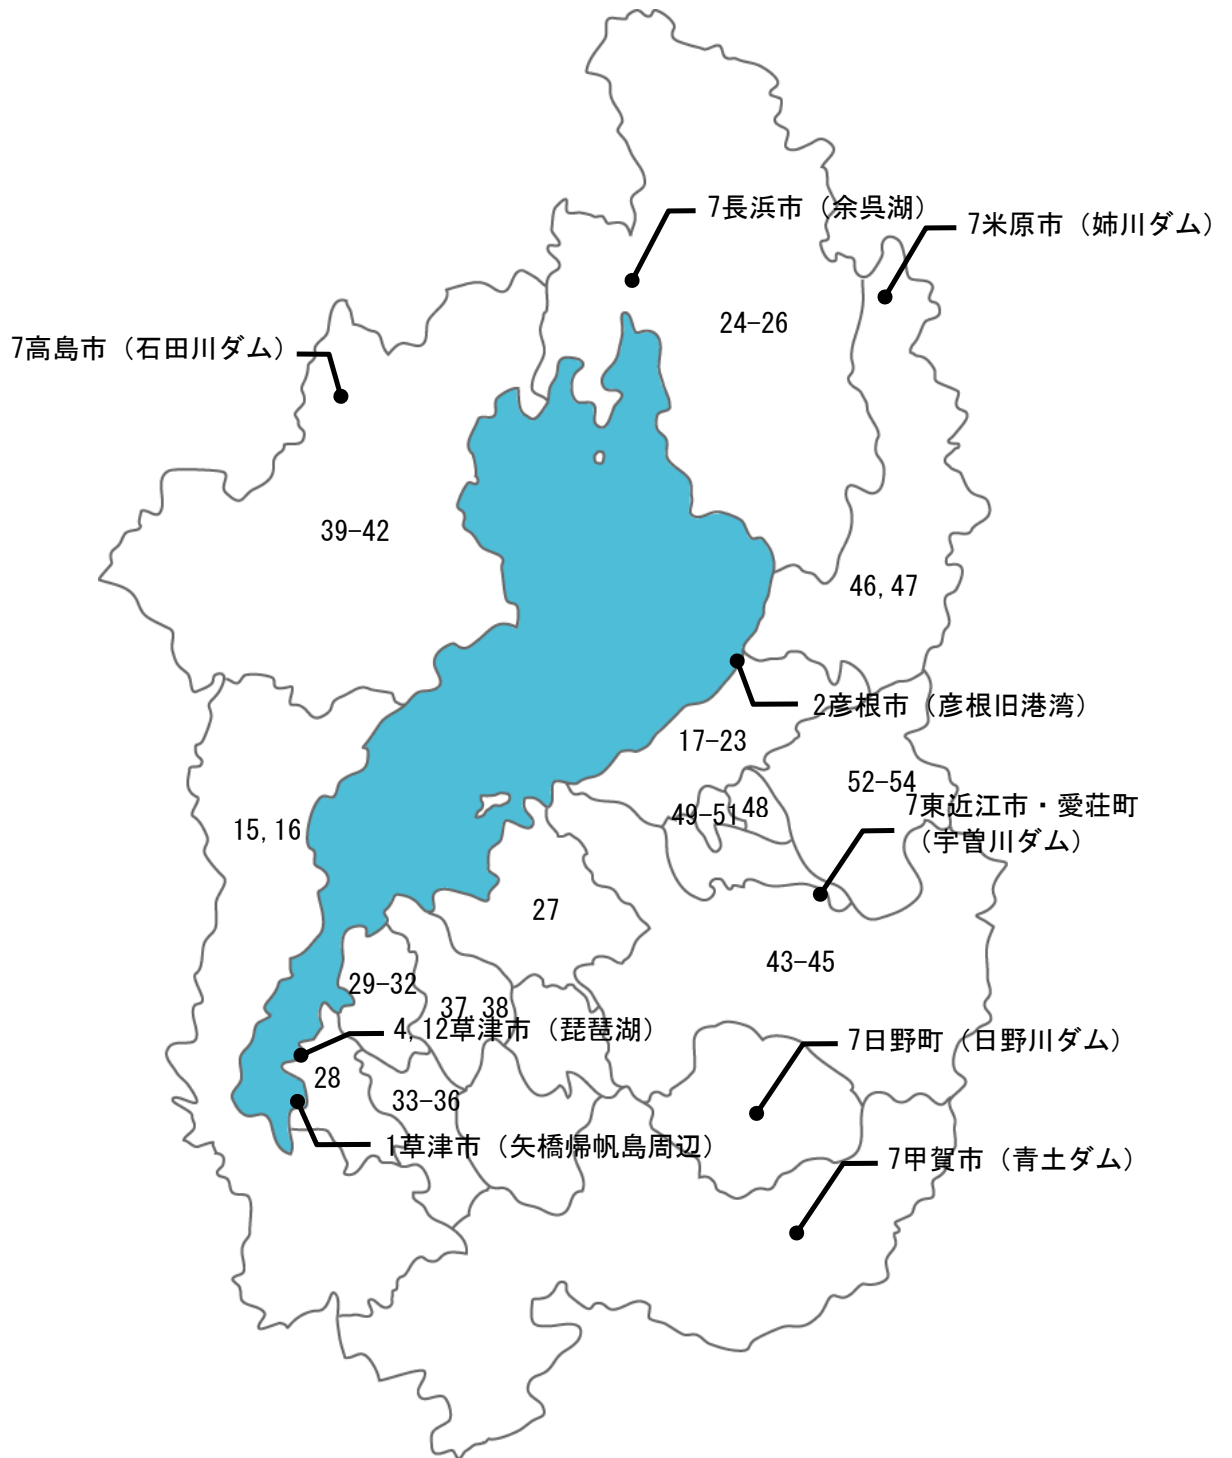 7長浜市（余呉湖）
7米原市（姉川ダム）
24−26
7高島市（石田川ダム）
39−42
46,47
2彦根市（彦根旧港湾）
17−23
52−54
7東近江市・愛荘町
（宇曽川ダム）
49−51
48
15,16
27
43−45
29−32
37,38
4,12草津市（琵琶湖）
7日野町（日野川ダム）
28
33−36
1草津市（矢橋帰帆島周辺）
7甲賀市（青土ダム）